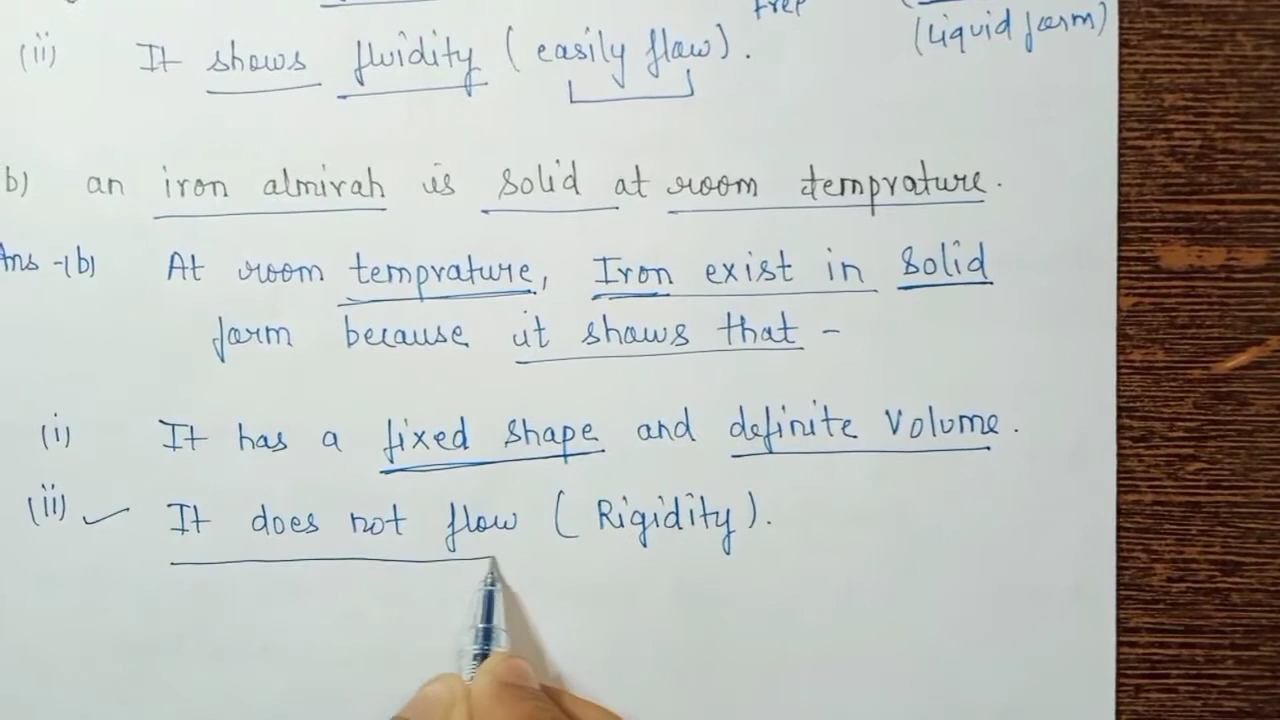 (Liquid form)
(ii) It shows fluidity (easily flow).
b) an iron almirah is solid at room temprature.
Ans -(b) At room temprature, Iron exist in solid
form because it shows that -
(i) It has a fixed shape and definite volume.
(ii) It does not flow (Rigidity).